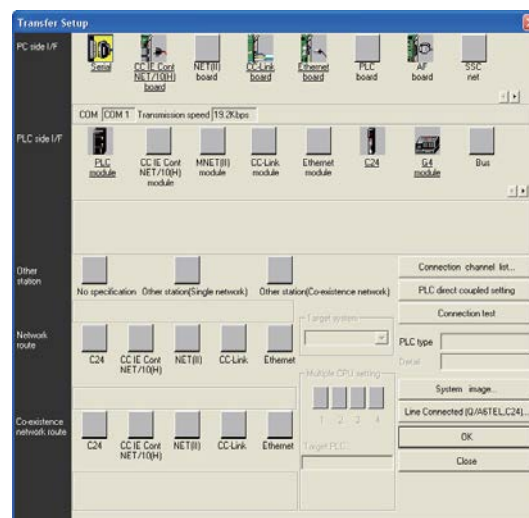 Transfer Setup
PC side I/F
Serial
CC IE Cont
NET/10(H)
board
NET(II)
board
CC-Link
board
Ethernet
board
PLC
board
AF
board
SSC
net
COM COM 1 Transmission speed 19.2Kbps
PLC side I/F
PLC
module
CC IE Cont
NET/10(H)
module
MNET(II)
module
CC-Link
module
Ethernet
module
C24
G4
module
Bus
Other
station
No specification
Other station(Single network)
Other station(Co-existence network)
Connection channel list...
PLC direct coupled setting
Connection test
Target system
PLC type
Detail
Network
route
C24
CC IE Cont
NET/10(H)
NET(II)
CC-Link
Ethernet
Multiple CPU setting
1 2 3 4
Target PLC
System image...
Line Connected (Q/A6TEL,C24)...
OK
Close
Co-existence
network route
C24
CC IE Cont
NET/10(H)
NET(II)
CC-Link
Ethernet